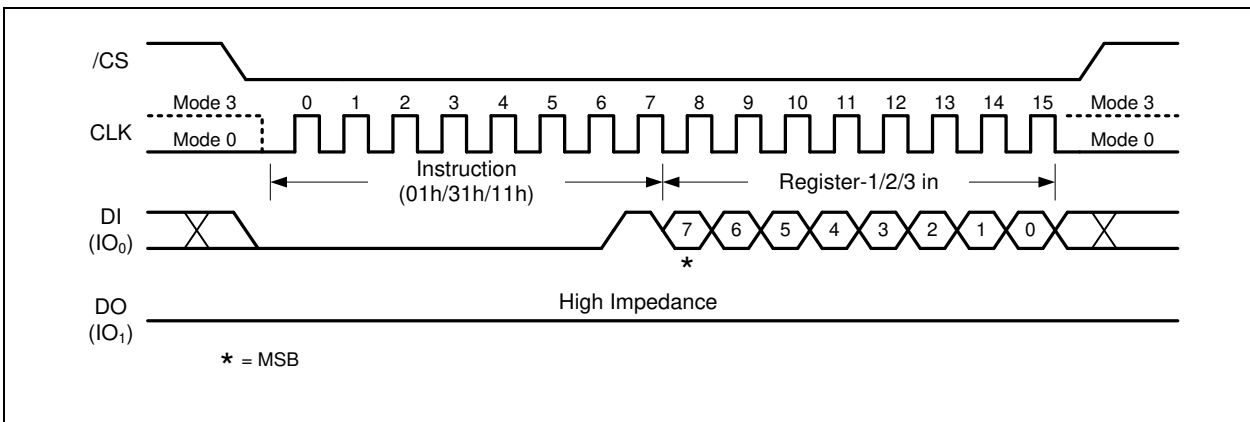 /CS
Mode 3 0 1 2 3 4 5 6 7 8 9 10 11 12 13 14 15 Mode 3
CLK
Mode 0 Mode 0
Instruction
(01h/31h/11h)
Register-1/2/3 in
DI
(IO₀)
7 6 5 4 3 2 1 0
*
High Impedance
DO
(IO₁)
* = MSB